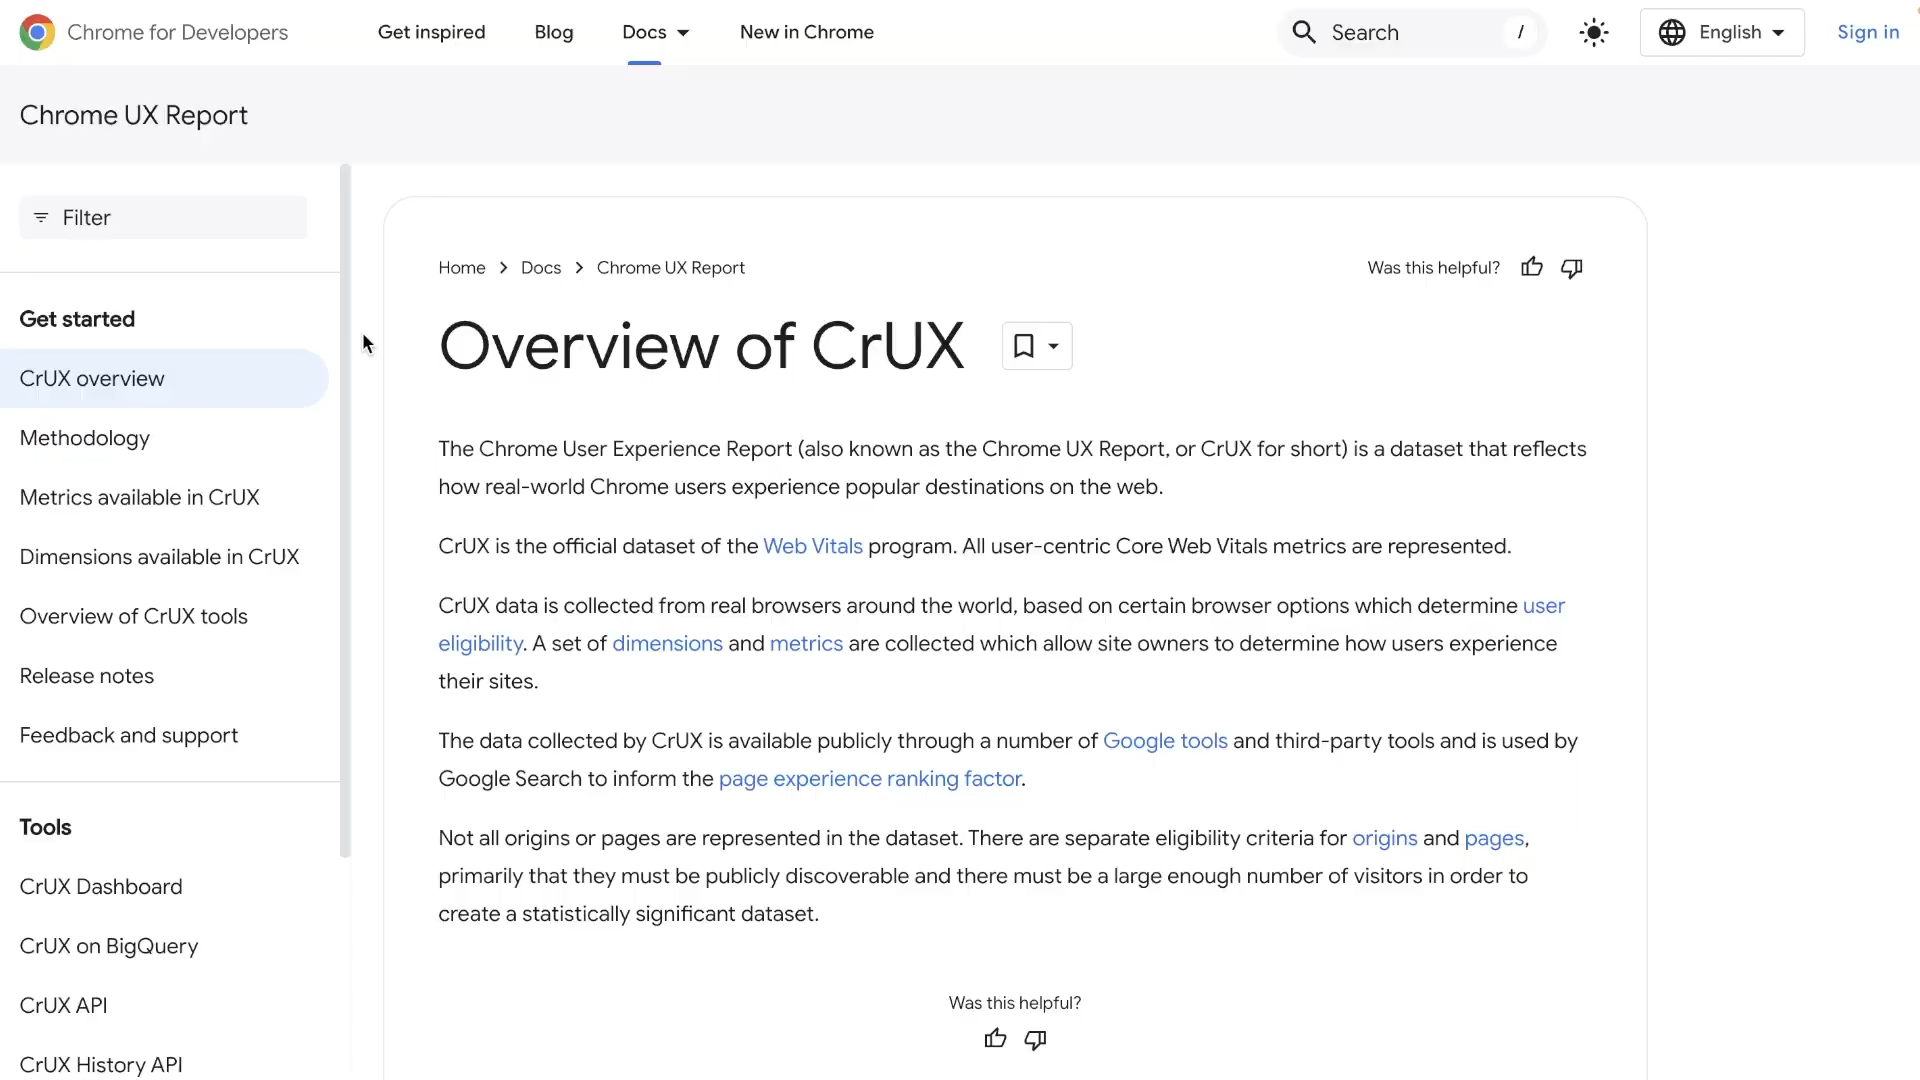 Chrome for Developers
Get inspired
Blog
Docs
New in Chrome
Search
/
English
Sign in
Chrome UX Report
Filter
Get started
CrUX overview
Methodology
Metrics available in CrUX
Dimensions available in CrUX
Overview of CrUX tools
Release notes
Feedback and support
Tools
CrUX Dashboard
CrUX on BigQuery
CrUX API
CrUX History API
Home > Docs > Chrome UX Report
Was this helpful?
Overview of CrUX
The Chrome User Experience Report (also known as the Chrome UX Report, or CrUX for short) is a dataset that reflects
how real-world Chrome users experience popular destinations on the web.
CrUX is the official dataset of the Web Vitals program. All user-centric Core Web Vitals metrics are represented.
CrUX data is collected from real browsers around the world, based on certain browser options which determine user
eligibility. A set of dimensions and metrics are collected which allow site owners to determine how users experience
their sites.
The data collected by CrUX is available publicly through a number of Google tools and third-party tools and is used by
Google Search to inform the page experience ranking factor.
Not all origins or pages are represented in the dataset. There are separate eligibility criteria for origins and pages,
primarily that they must be publicly discoverable and there must be a large enough number of visitors in order to
create a statistically significant dataset.
Was this helpful?